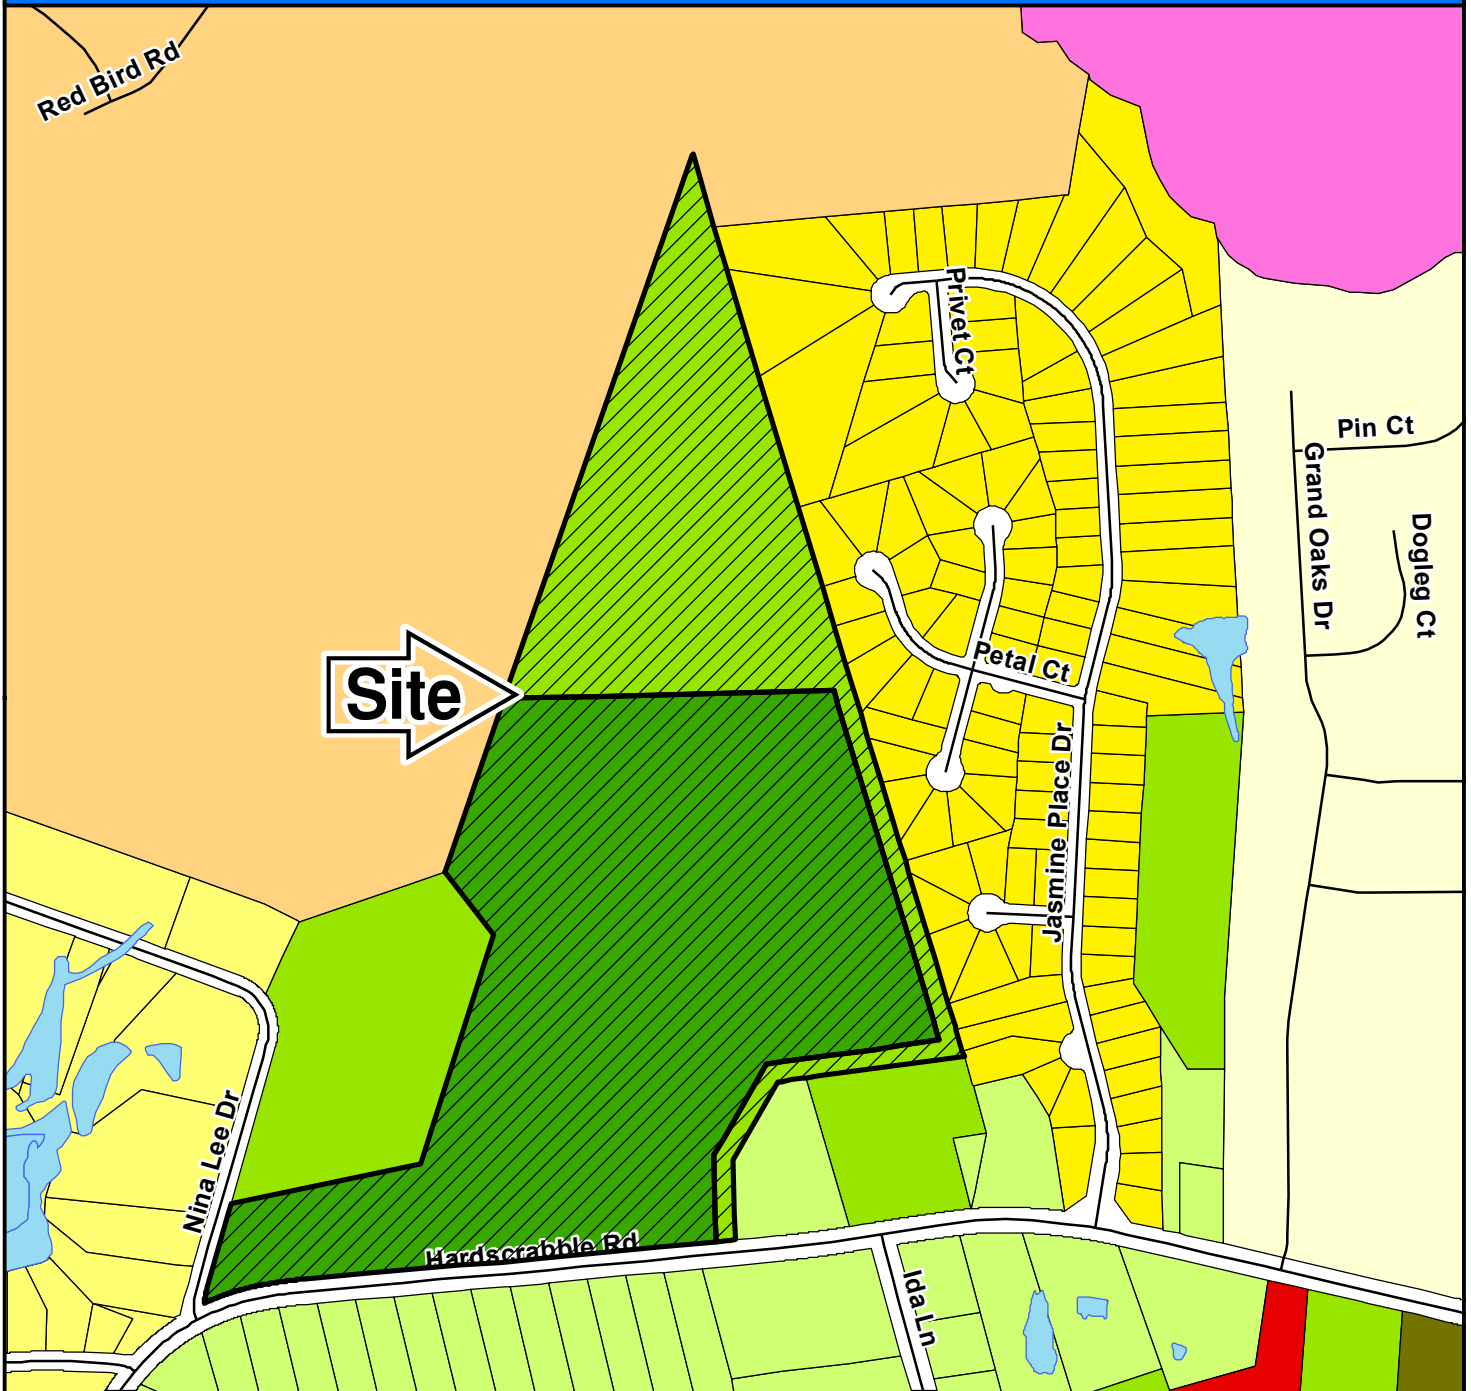 Red Bird Rd
Privet Ct
Pin Ct
Grand Oaks Dr
Dogleg Ct
Petal Ct
Site
Jasmine Place Dr
Nina Lee Dr
Hardscrabble Rd
Ida Ln